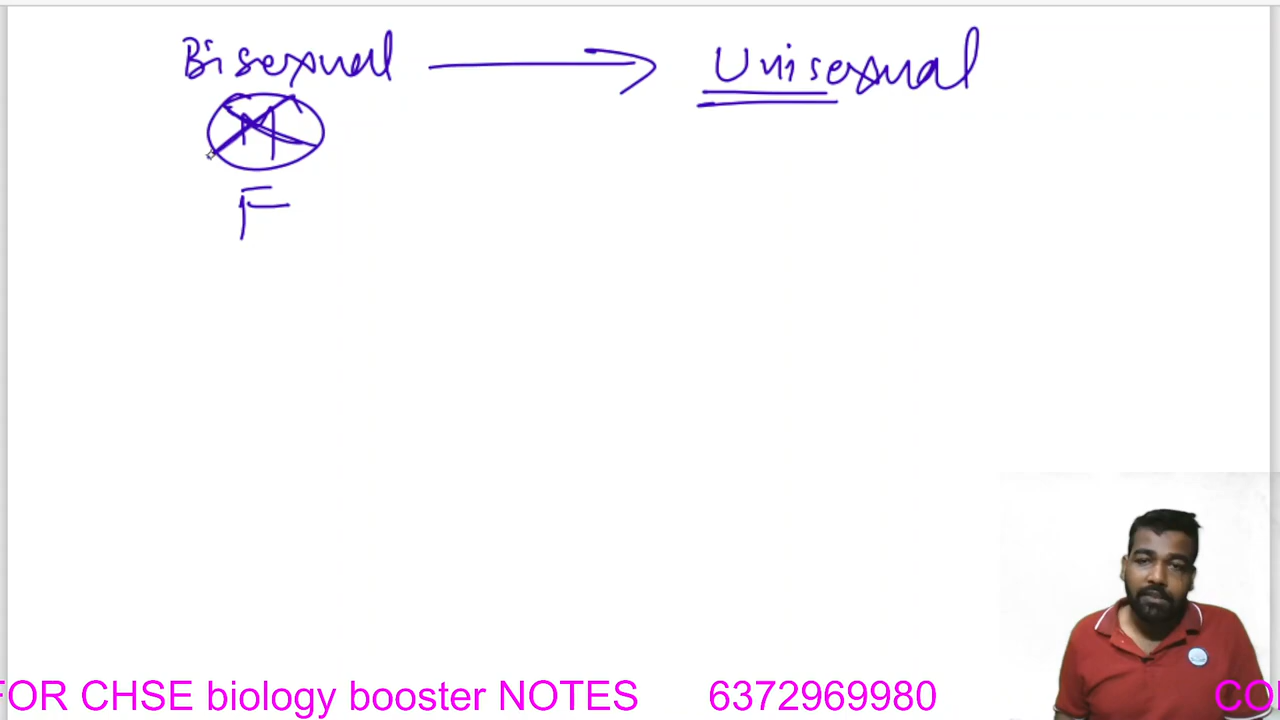 Bisexual → Unisexual
M
F
FOR CHSE biology booster NOTES 6372969980